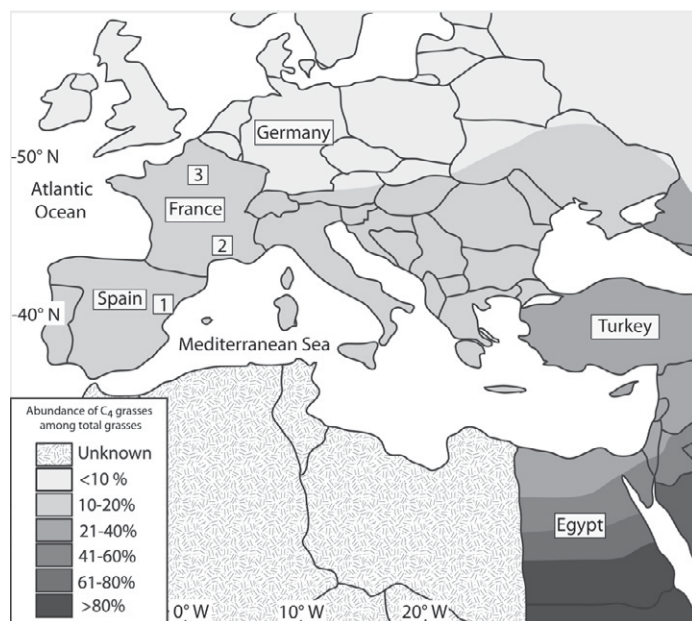 Germany
-50° N
3
Atlantic
Ocean
France
2
Spain
1
-40° N
Mediterranean Sea
Turkey
Abundance of C₄ grasses
among total grasses
Unknown
<10 %
10-20%
21-40%
41-60%
61-80%
>80%
Egypt
0° W
10° W
20° W